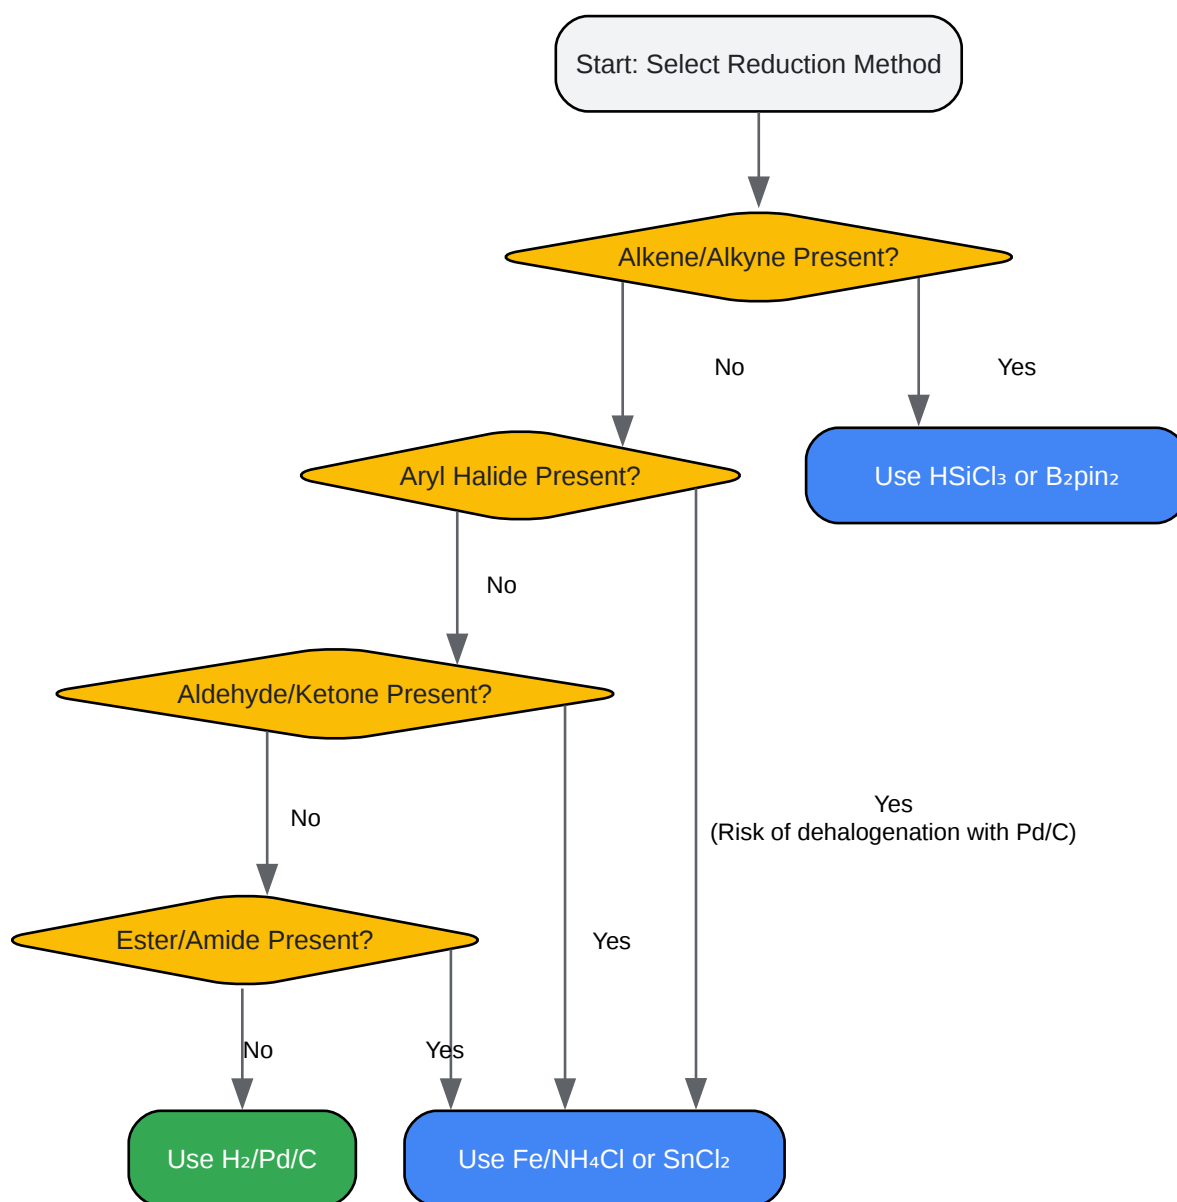 Start: Select Reduction Method
Alkene/Alkyne Present?
No
Yes
Aryl Halide Present?
Use HSiCl₃ or B₂pin₂
No
Aldehyde/Ketone Present?
No
Yes
(Risk of dehalogenation with Pd/C)
Ester/Amide Present?
Yes
No
Yes
Use H₂/Pd/C
Use Fe/NH₄Cl or SnCl₂